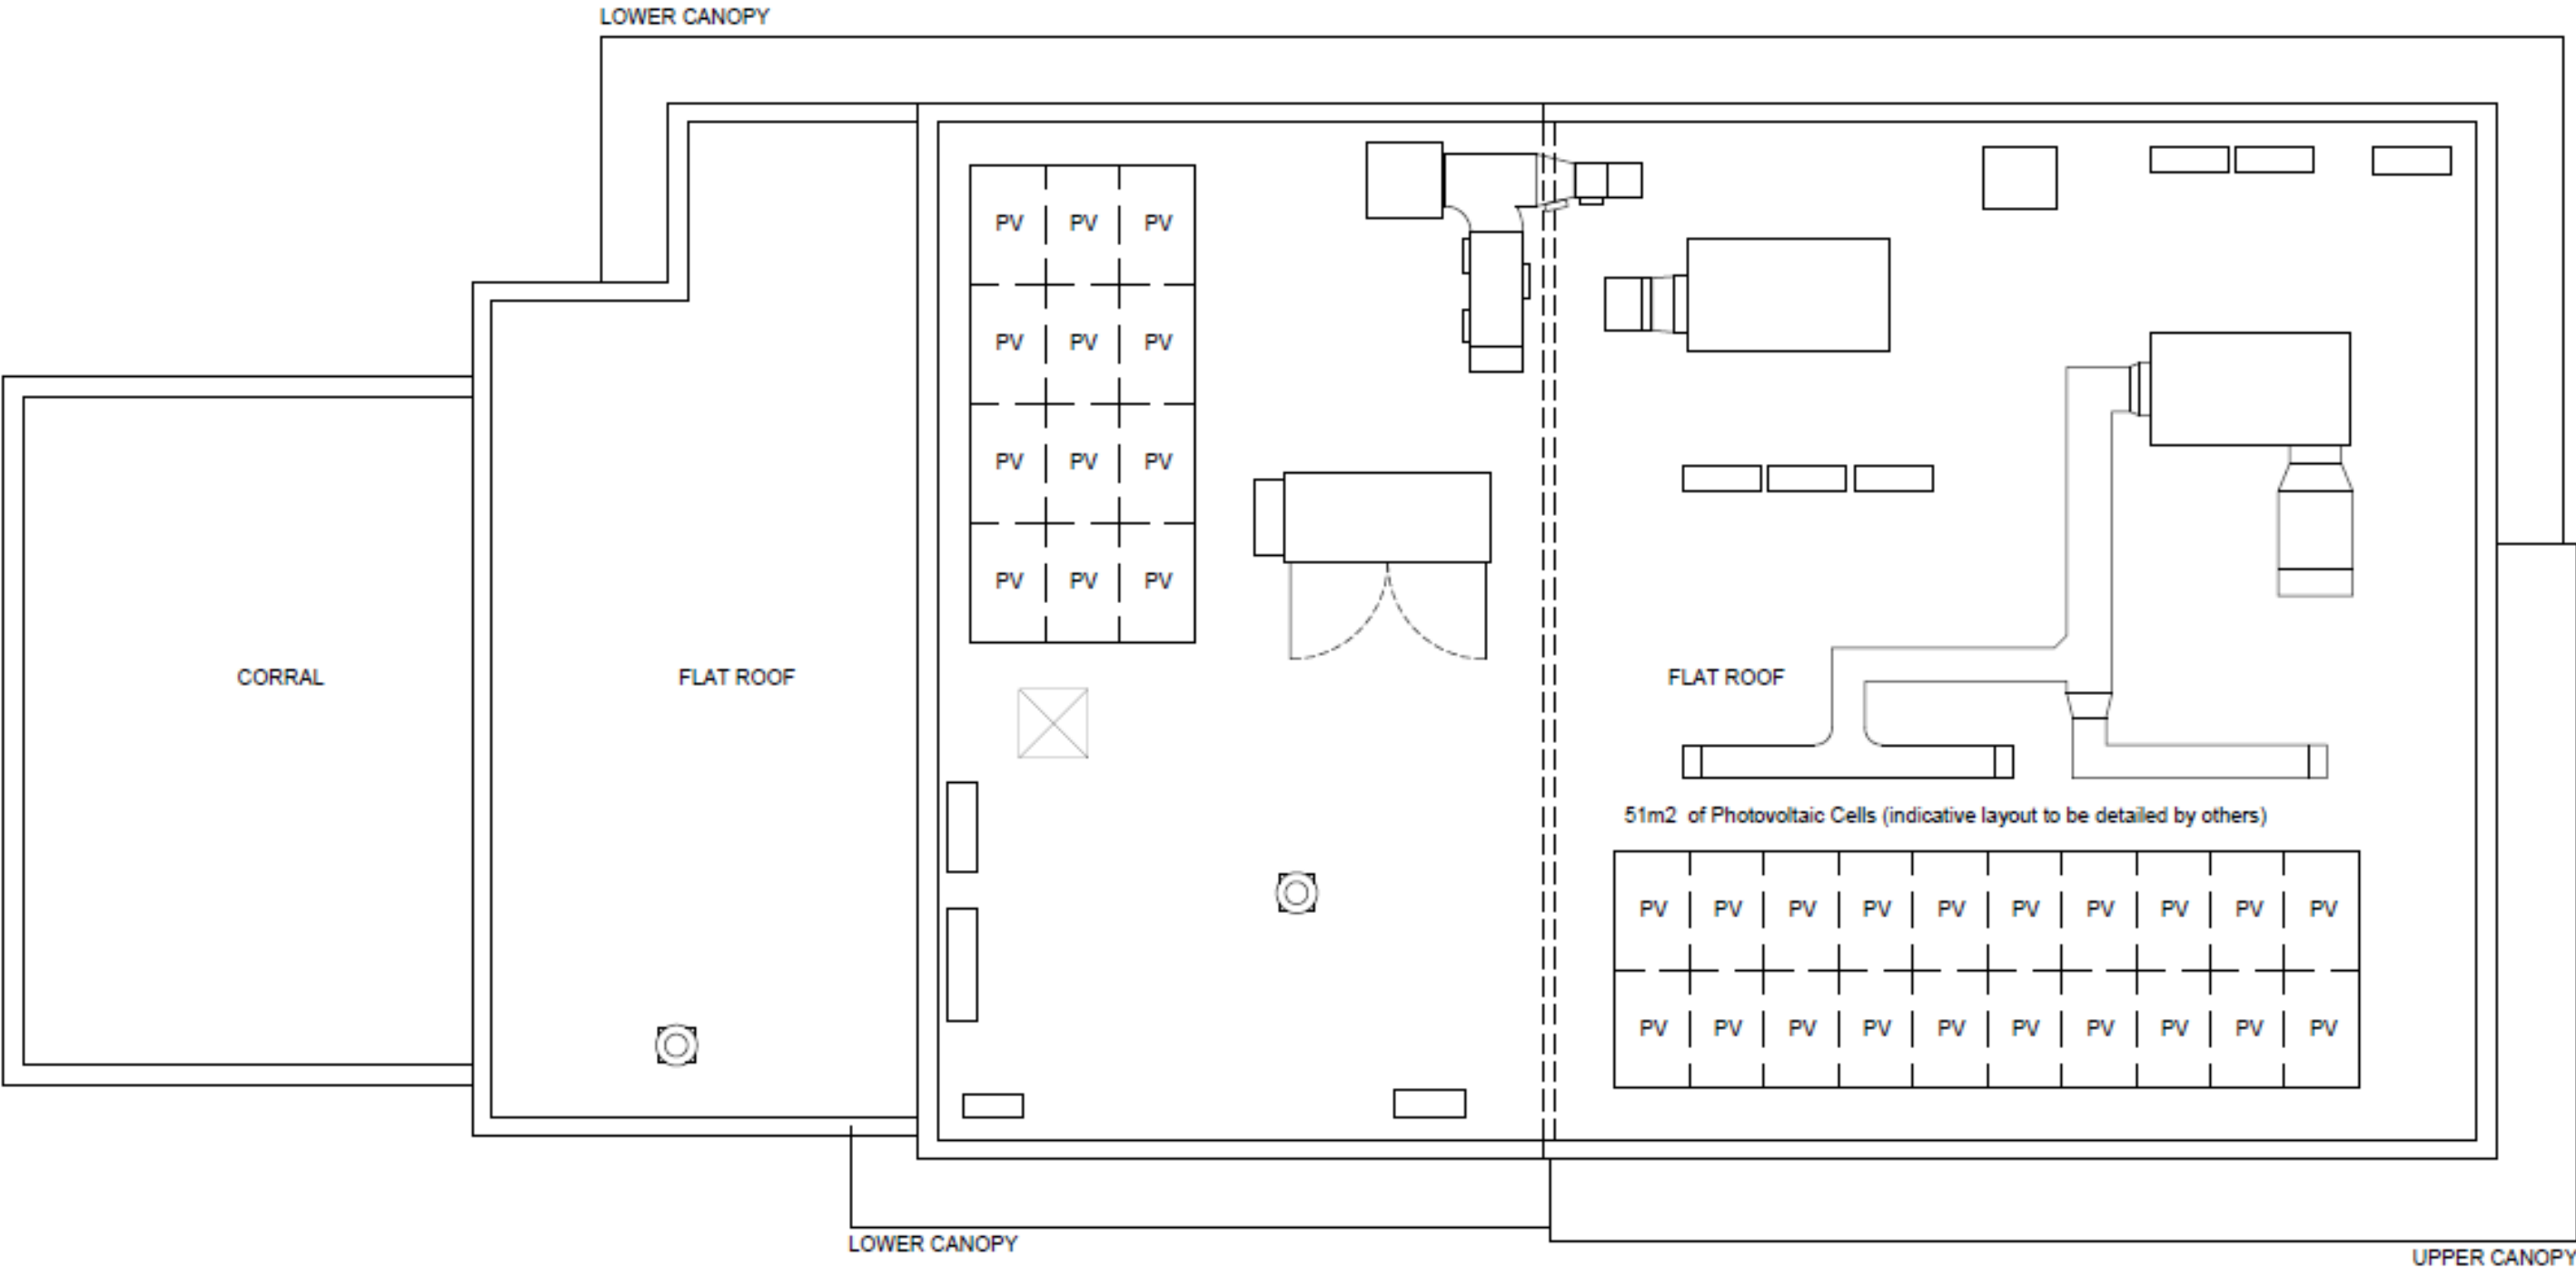 LOWER CANOPY
PV PV PV
PV PV PV
PV PV PV
PV PV PV
CORRAL
FLAT ROOF
FLAT ROOF
51m2 of Photovoltaic Cells (indicative layout to be detailed by others)
PV PV PV PV PV PV PV PV PV PV
PV PV PV PV PV PV PV PV PV PV
LOWER CANOPY
UPPER CANOPY